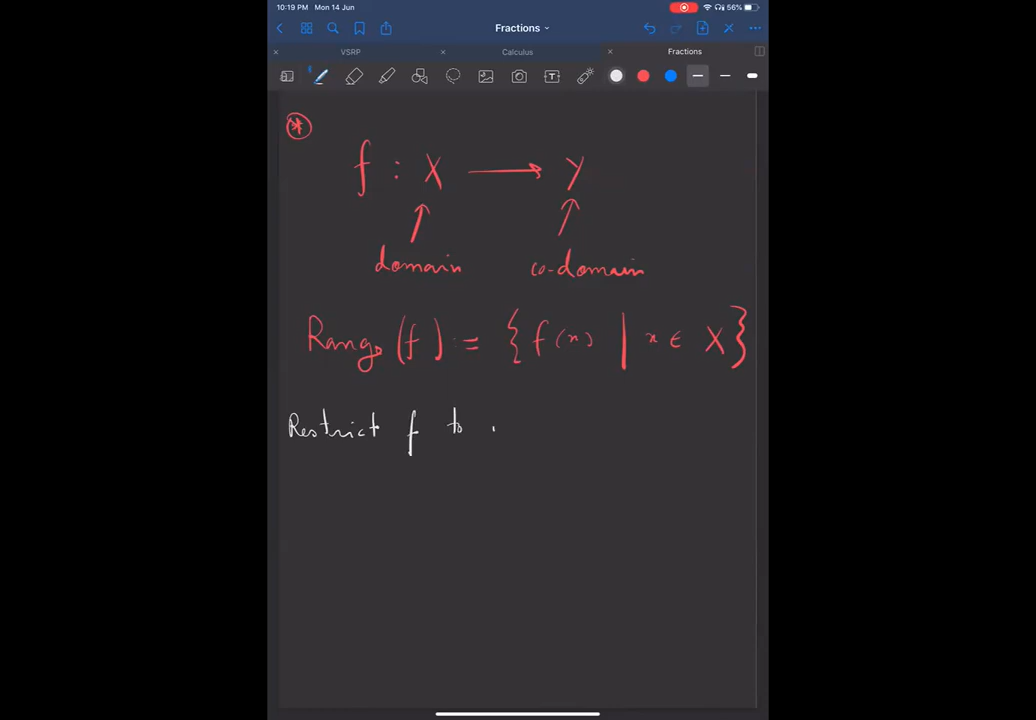 10:19 PM Mon 14 Jun 56%
Fractions
VSRP Calculus Fractions
*
f : X → Y
domain co-domain
Range(f) := {f(x) | x ∈ X}
Restrict f to